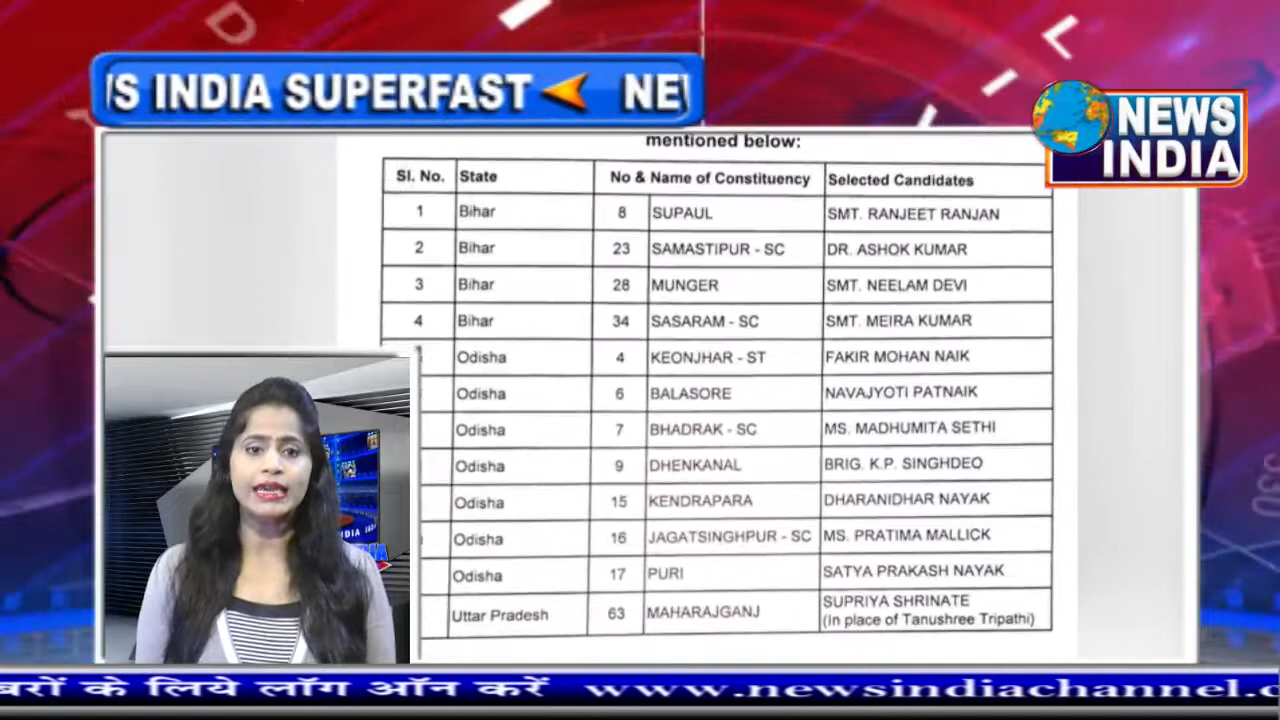 S INDIA SUPERFAST NE
NEWS
INDIA
mentioned below:
Sl. No. State No & Name of Constituency Selected Candidates
1 Bihar 8 SUPAUL SMT. RANJEET RANJAN
2 Bihar 23 SAMASTIPUR - SC DR. ASHOK KUMAR
3 Bihar 28 MUNGER SMT. NEELAM DEVI
4 Bihar 34 SASARAM - SC SMT. MEIRA KUMAR
Odisha 4 KEONJHAR - ST FAKIR MOHAN NAIK
Odisha 6 BALASORE NAVAJYOTI PATNAIK
Odisha 7 BHADRAK - SC MS. MADHUMITA SETHI
Odisha 9 DHENKANAL BRIG. K.P. SINGHDEO
Odisha 15 KENDRAPARA DHARANIDHAR NAYAK
Odisha 16 JAGATSINGHPUR - SC MS. PRATIMA MALLICK
Odisha 17 PURI SATYA PRAKASH NAYAK
Uttar Pradesh 63 MAHARAJGANJ SUPRIYA SHRINATE
(In place of Tanushree Tripathi)
बरों के लिये लॉग ऑन करें www.newsindiachannel.c